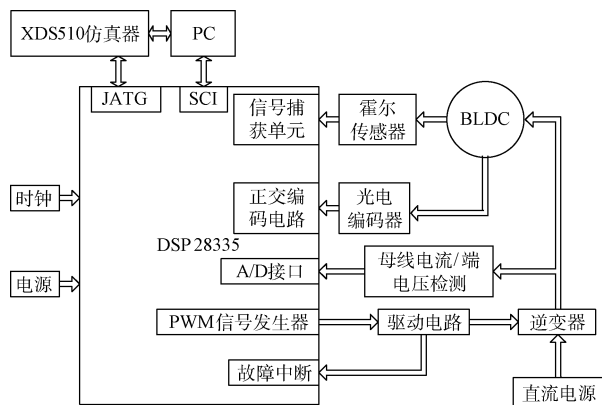 XDS510仿真器
PC
JATG
SCI
信号捕
获单元
霍尔
传感器
BLDC
时钟
正交编
码电路
光电
编码器
DSP 28335
电源
A/D接口
母线电流/端
电压检测
PWM信号发生器
驱动电路
逆变器
故障中断
直流电源